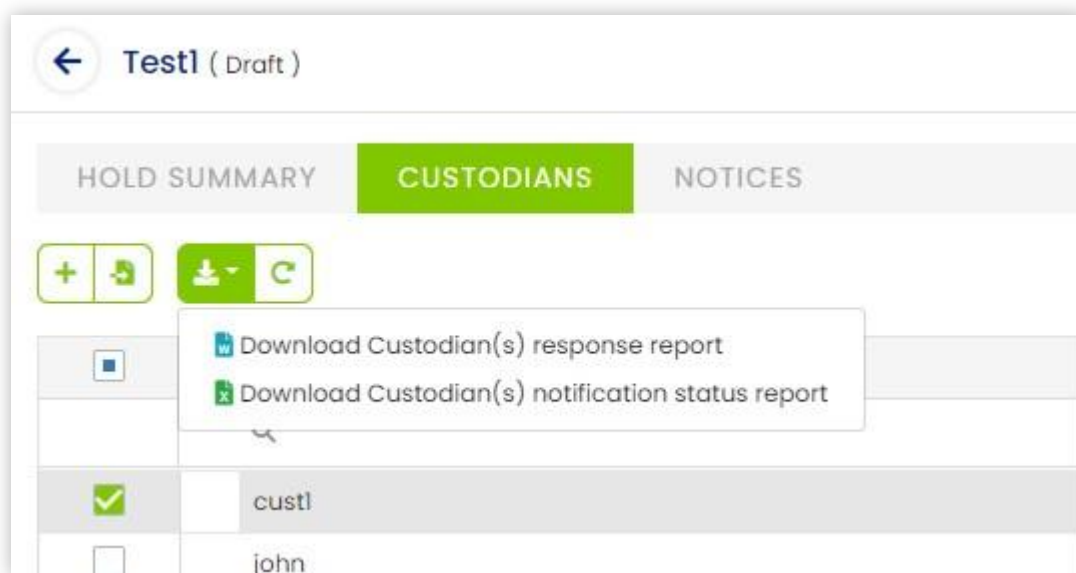 Test1 ( Draft )
HOLD SUMMARY CUSTODIANS NOTICES
Download Custodian(s) response report
Download Custodian(s) notification status report
cust1
john